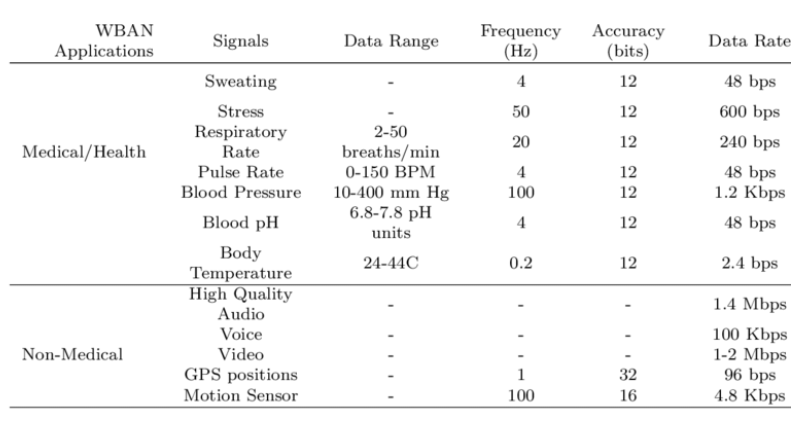 WBAN Applications Signals Data Range Frequency (Hz) Accuracy (bits) Data Rate
Medical/Health
Sweating - 4 12 48 bps
Stress - 50 12 600 bps
Respiratory Rate 2-50 breaths/min 20 12 240 bps
Pulse Rate 0-150 BPM 4 12 48 bps
Blood Pressure 10-400 mm Hg 100 12 1.2 Kbps
Blood pH 6.8-7.8 pH units 4 12 48 bps
Body Temperature 24-44C 0.2 12 2.4 bps
Non-Medical
High Quality Audio - - - 1.4 Mbps
Voice - - - 100 Kbps
Video - - - 1-2 Mbps
GPS positions - 1 32 96 bps
Motion Sensor - 100 16 4.8 Kbps